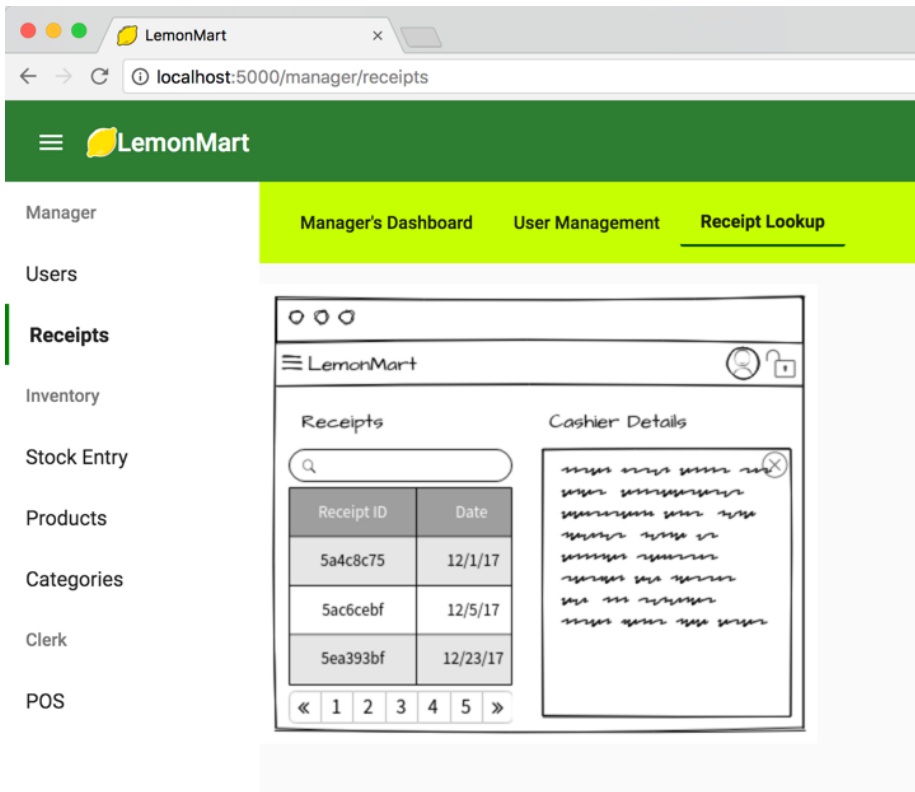 LemonMart
localhost:5000/manager/receipts
LemonMart
Manager
Users
Receipts
Inventory
Stock Entry
Products
Categories
Clerk
POS
Manager's Dashboard User Management Receipt Lookup
LemonMart
Receipts
Receipt ID Date
5a4c8c75 12/1/17
5ac6cebf 12/5/17
5ea393bf 12/23/17
« 1 2 3 4 5 »
Cashier Details